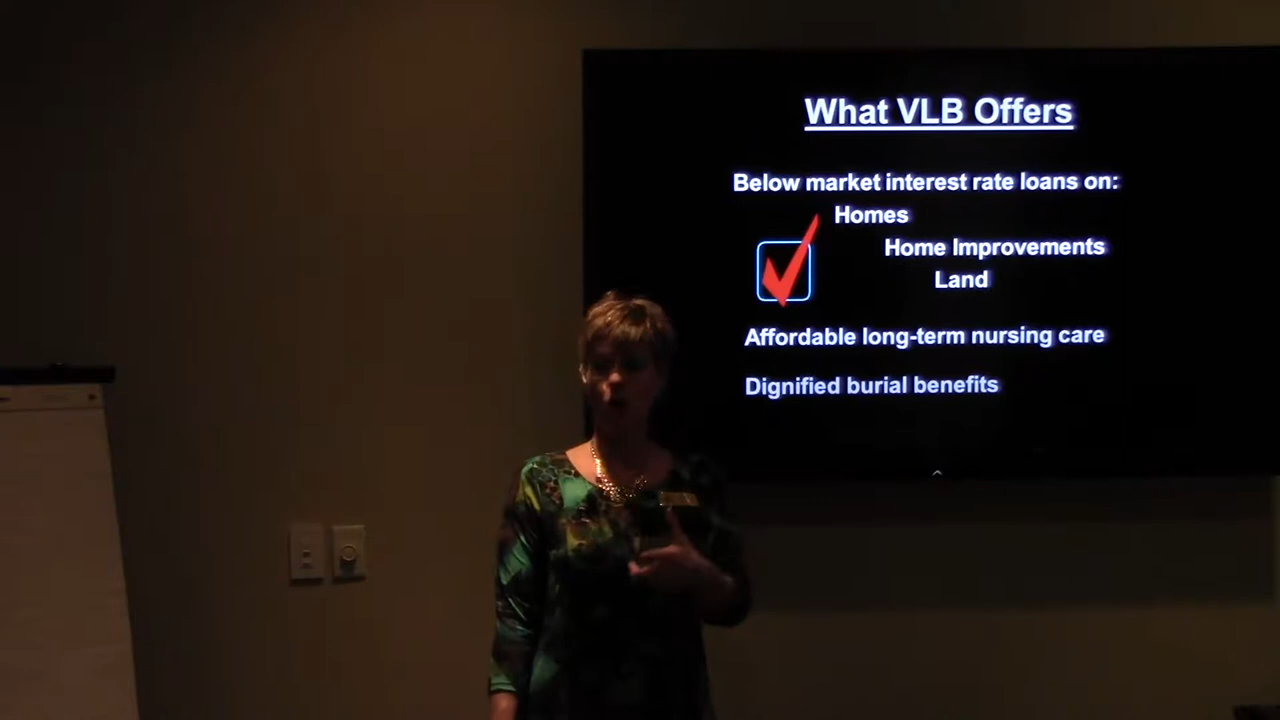 What VLB Offers
Below market interest rate loans on:
Homes
Home Improvements
Land
Affordable long-term nursing care
Dignified burial benefits